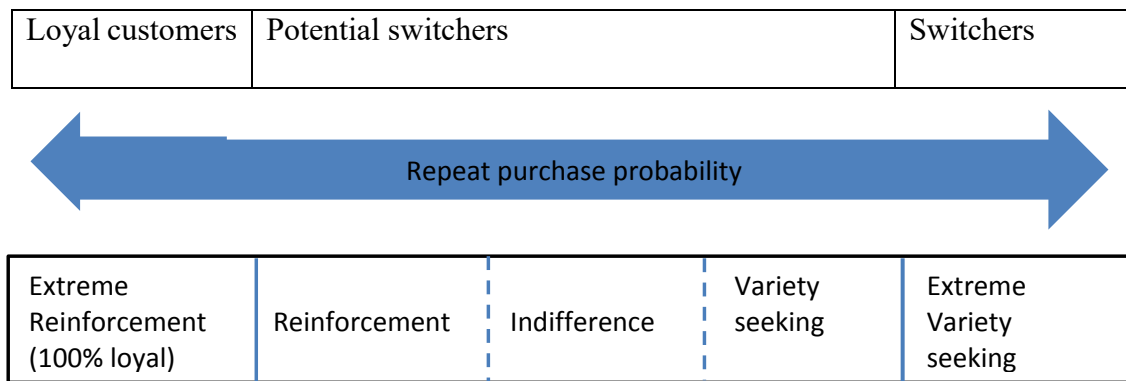 Loyal customers Potential switchers Switchers
Repeat purchase probability
Extreme
Reinforcement
(100% loyal)
Reinforcement
Indifference
Variety
seeking
Extreme
Variety
seeking